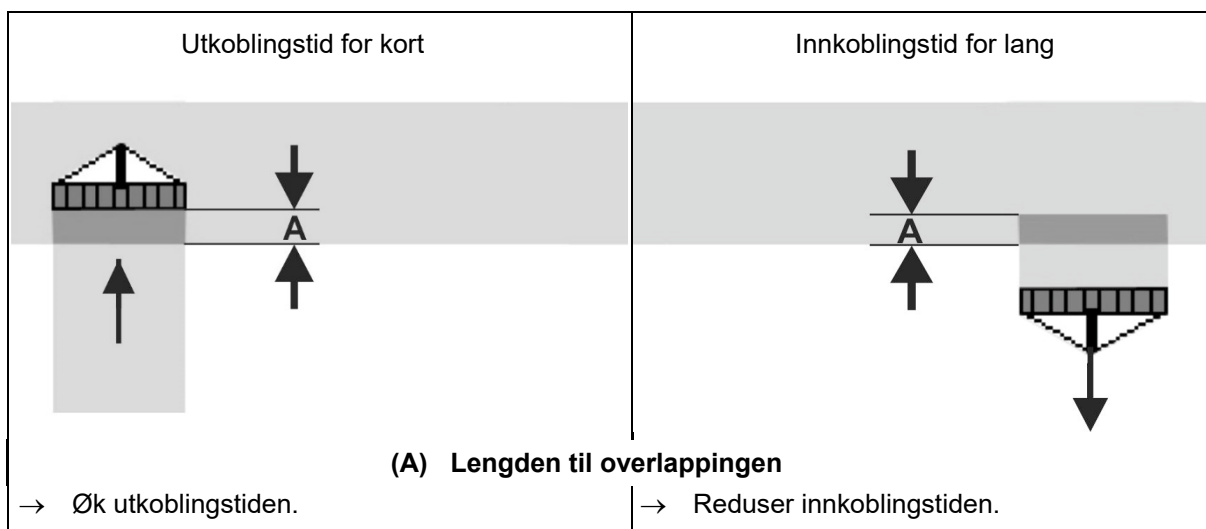 Utkoblingstid for kort
Innkoblingstid for lang
A
A
(A) Lengden til overlappingen
→ Øk utkoblingstiden.
→ Reduser innkoblingstiden.